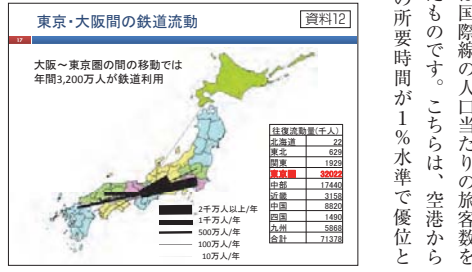 東京・大阪間の鉄道流動
資料12
17
大阪～東京圏の間の移動では
年間3,200万人が鉄道利用
往復流動量(千人)
北海道 22
東北 629
関東 1929
東京圏 32022
中部 17440
近畿 3158
中国 8820
四国 1490
九州 5868
合計 71378
2千万人以上/年
1千万人/年
500万人/年
100万人/年
10万人/年
国際線の人口当たりの旅客数を
たものです。こちらは、空港から
の所要時間が１％水準で優位と